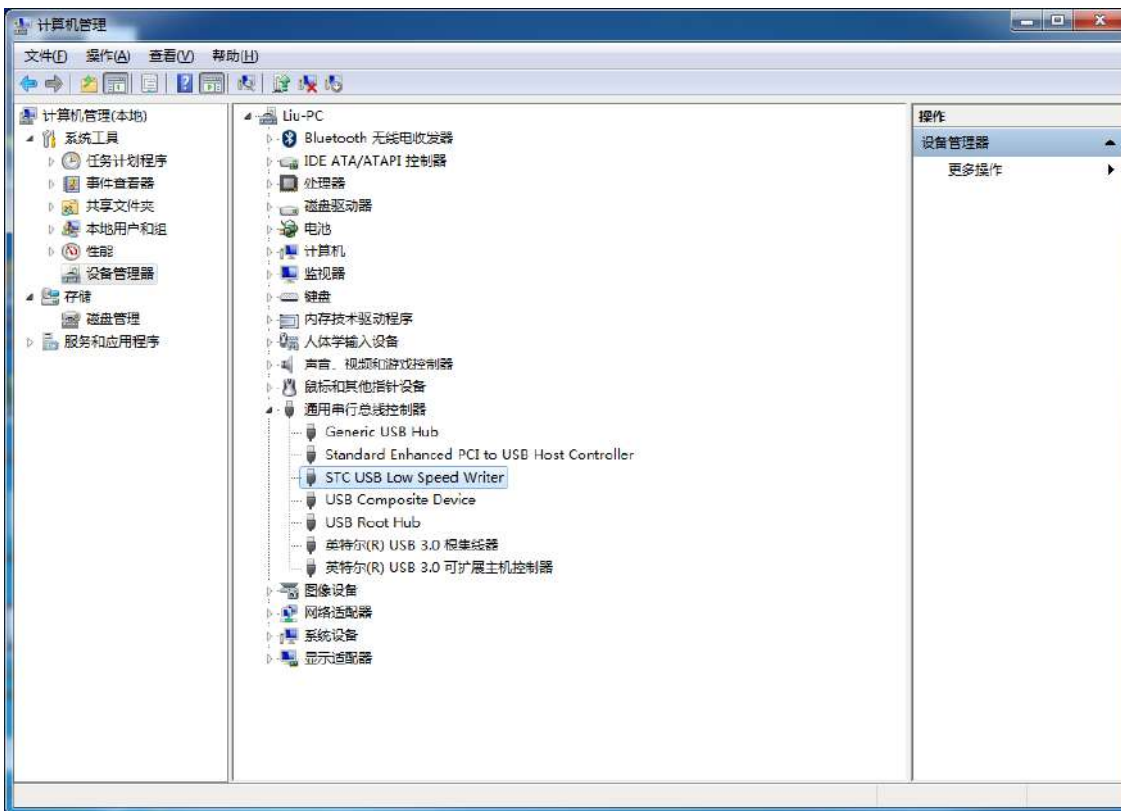 计算机管理
文件(F) 操作(A) 查看(V) 帮助(H)
计算机管理(本地)
系统工具
任务计划程序
事件查看器
共享文件夹
本地用户和组
性能
设备管理器
存储
磁盘管理
服务和应用程序
Liu-PC
Bluetooth 无线电收发器
IDE ATA/ATAPI 控制器
处理器
磁盘驱动器
电池
计算机
监视器
键盘
内存技术驱动程序
人体学输入设备
声音、视频和游戏控制器
鼠标和其他指针设备
通用串行总线控制器
Generic USB Hub
Standard Enhanced PCI to USB Host Controller
STC USB Low Speed Writer
USB Composite Device
USB Root Hub
英特尔(R) USB 3.0 根集线器
英特尔(R) USB 3.0 可扩展主机控制器
图像设备
网络适配器
系统设备
显示适配器
操作
设备管理器
更多操作